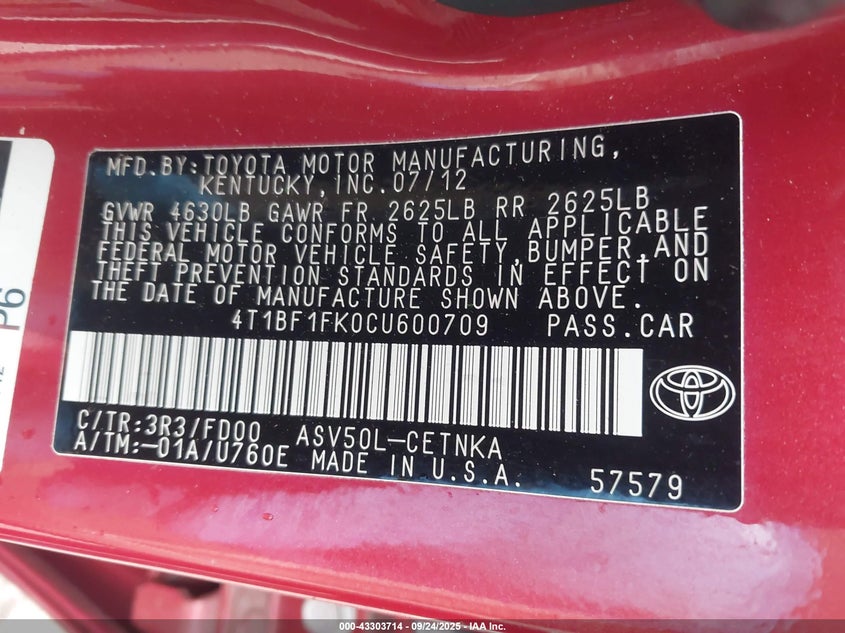 MFD.BY:TOYOTA MOTOR MANUFACTURING,
KENTUCKY,INC.07/12
GVWR 4630LB GAWR FR 2625LB RR 2625LB
THIS VEHICLE CONFORMS TO ALL APPLICABLE
FEDERAL MOTOR VEHICLE SAFETY,BUMPER,AND
THEFT PREVENTION STANDARDS IN EFFECT ON
THE DATE OF MANUFACTURE SHOWN ABOVE.
4T1BF1FK0CU600709 PASS.CAR
C/TR:3R3/FD00 ASV50L-CETNKA
A/TM:-01A/U760E MADE IN U.S.A. 57579
P6
000-43303714 - 09/24/2025 - IAA Inc.